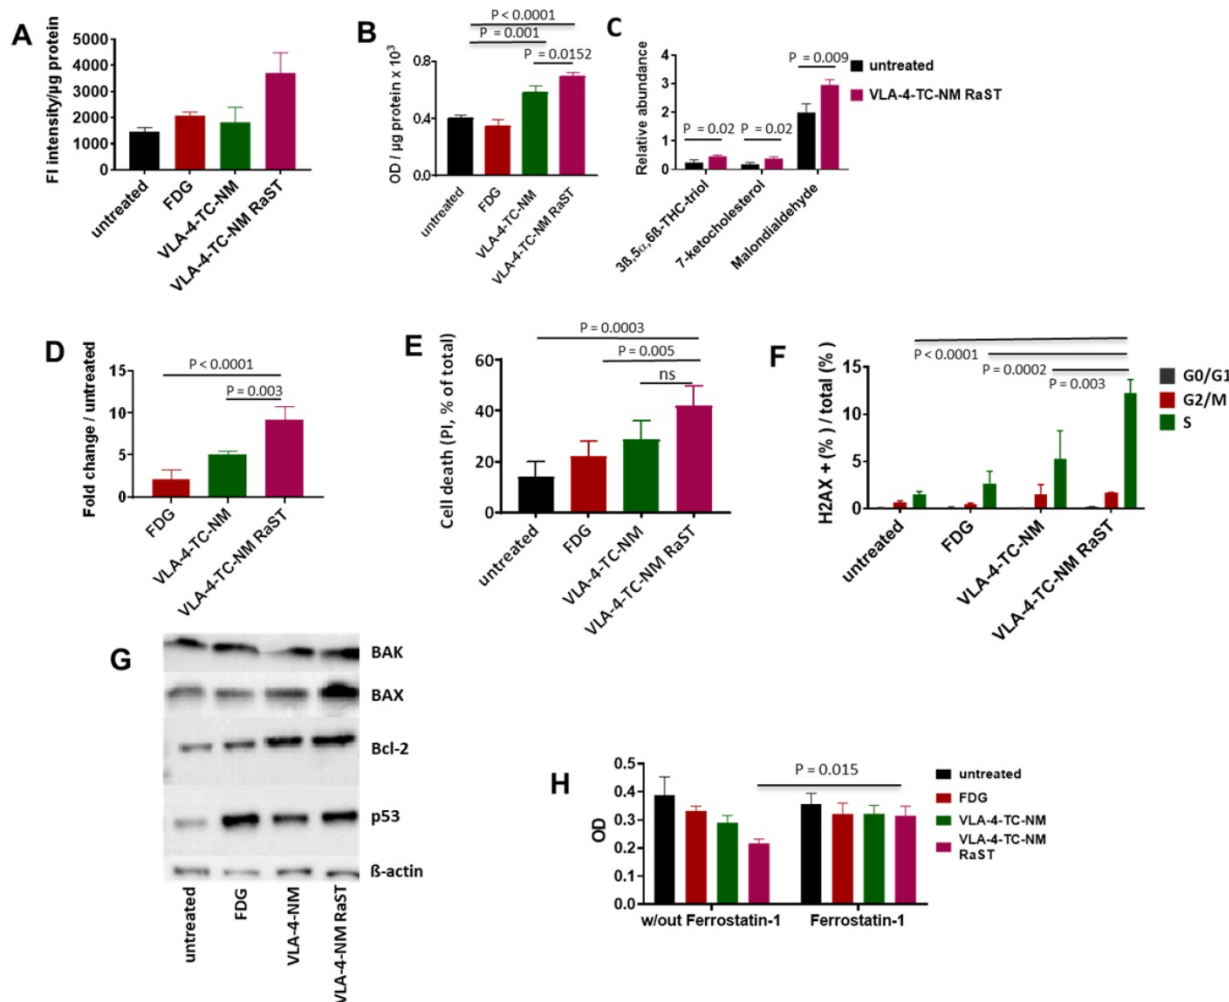 A
FI intensity/µg protein
5000
4000
3000
2000
1000
0
untreated
FDG
VLA-4-TC-NM
VLA-4-TC-NM RaST
B
P < 0.0001
P = 0.001
P = 0.0152
OD / µg protein x 10³
0.8
0.4
0.0
untreated
FDG
VLA-4-TC-NM
VLA-4-TC-NM RaST
C
Relative abundance
4
3
2
1
0
P = 0.02
P = 0.02
P = 0.009
untreated
VLA-4-TC-NM RaST
3ß,5α,6ß-THC-triol
7-ketocholesterol
Malondialdehyde
D
P < 0.0001
P = 0.003
Fold change / untreated
15
10
5
0
FDG
VLA-4-TC-NM
VLA-4-TC-NM RaST
E
P = 0.0003
P = 0.005
ns
Cell death (PI, % of total)
60
40
20
0
untreated
FDG
VLA-4-TC-NM
VLA-4-TC-NM RaST
F
P <0.0001
P = 0.0002
P = 0.003
H2AX + (% ) / total (% )
15
10
5
0
G0/G1
G2/M
S
untreated
FDG
VLA-4-TC-NM
VLA-4-TC-NM RaST
G
BAK
BAX
Bcl-2
p53
ß-actin
untreated
FDG
VLA-4-NM
VLA-4-NM RaST
H
P = 0.015
OD
0.5
0.4
0.3
0.2
0.1
0.0
w/out Ferrostatin-1
Ferrostatin-1
untreated
FDG
VLA-4-TC-NM
VLA-4-TC-NM
RaST